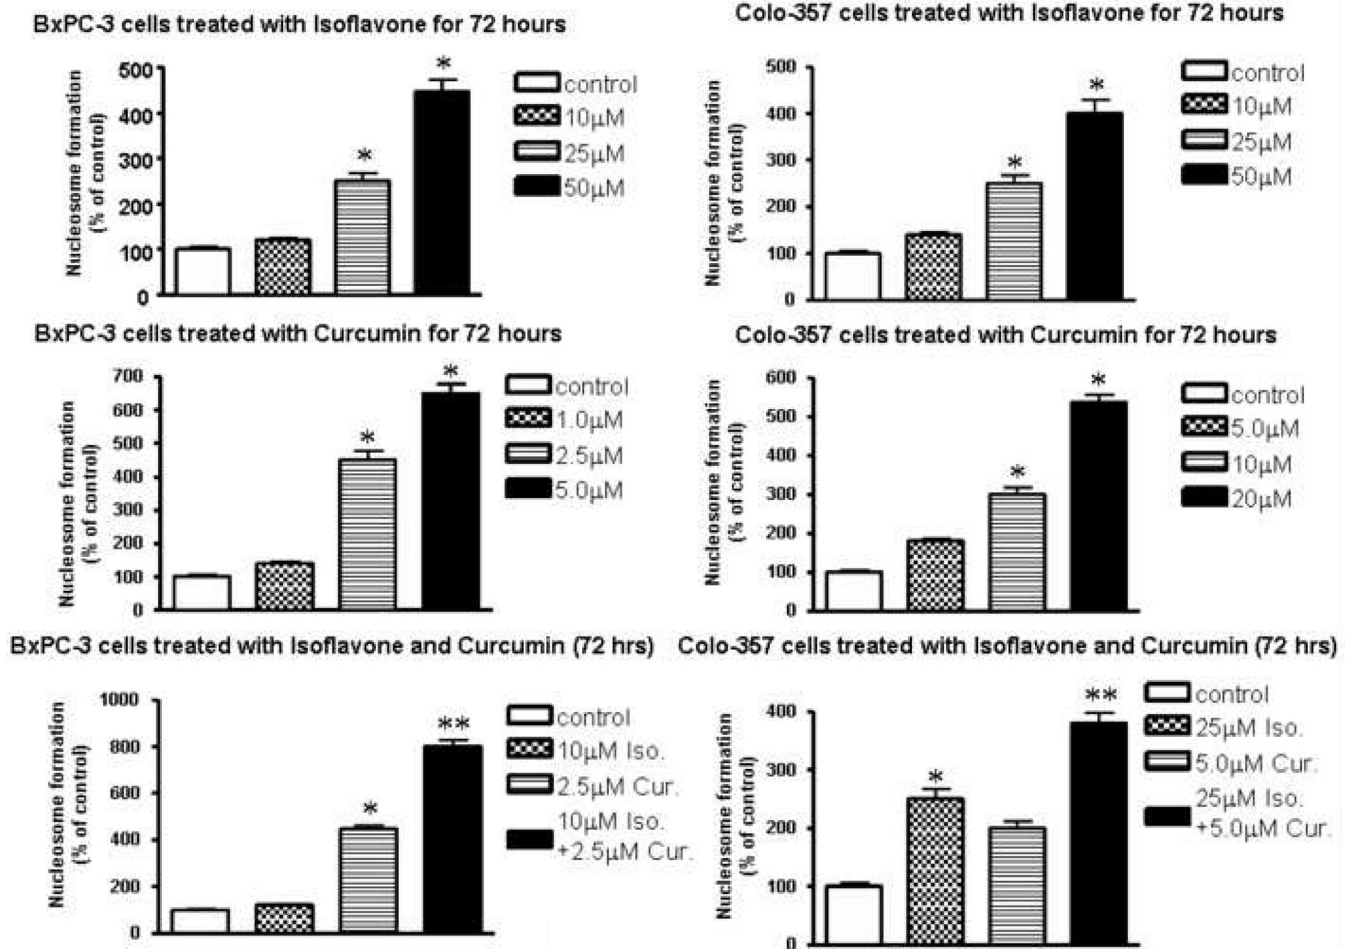 BxPC-3 cells treated with Isoflavone for 72 hours
Nucleosome formation
(% of control)
500
400
300
200
100
0
*
*
control
10μM
25μM
50μM
Colo-357 cells treated with Isoflavone for 72 hours
Nucleosome formation
(% of control)
500
400
300
200
100
0
*
*
control
10μM
25μM
50μM
BxPC-3 cells treated with Curcumin for 72 hours
Nucleosome formation
(% of control)
700
600
500
400
300
200
100
0
*
*
control
1.0μM
2.5μM
5.0μM
Colo-357 cells treated with Curcumin for 72 hours
Nucleosome formation
(% of control)
600
500
400
300
200
100
0
*
*
control
5.0μM
10μM
20μM
BxPC-3 cells treated with Isoflavone and Curcumin (72 hrs)
Nucleosome formation
(% of control)
1000
800
600
400
200
0
*
**
control
10μM Iso.
2.5μM Cur.
10μM Iso.
+2.5μM Cur.
Colo-357 cells treated with Isoflavone and Curcumin (72 hrs)
Nucleosome formation
(% of control)
400
300
200
100
0
*
**
control
25μM Iso.
5.0μM Cur.
25μM Iso.
+5.0μM Cur.